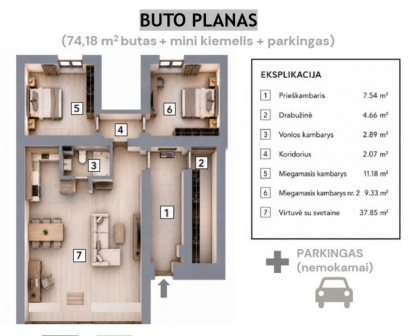 BUTO PLANAS
(74,18 m² butas + mini kiemelis + parkingas)
EKSPLIKACIJA
1 Prieškambaris 7.54 m²
2 Drabužinė 4.66 m²
3 Vonios kambarys 2.89 m²
4 Koridorius 2.07 m²
5 Miegamasis kambarys 11.18 m²
6 Miegamasis kambarys nr. 2 9.33 m²
7 Virtuvė su svetaine 37.85 m²
5
6
4
3
2
1
7
+ PARKINGAS
(nemokamai)